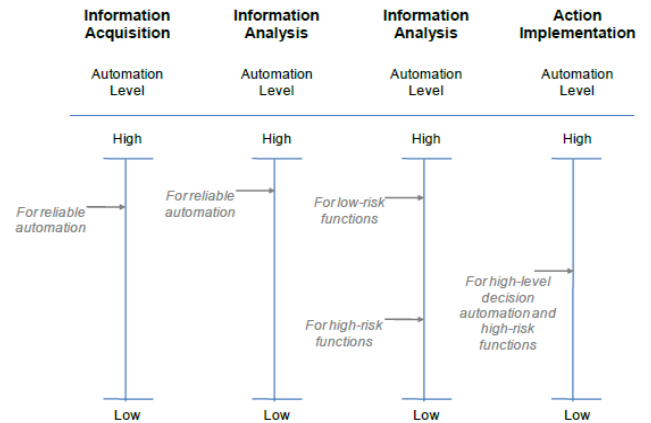 Information Acquisition
Automation Level
High
For reliable automation
Low
Information Analysis
Automation Level
High
For reliable automation
Low
Information Analysis
Automation Level
High
For low-risk functions
For high-risk functions
Low
Action Implementation
Automation Level
High
For high-level decision automation and high-risk functions
Low